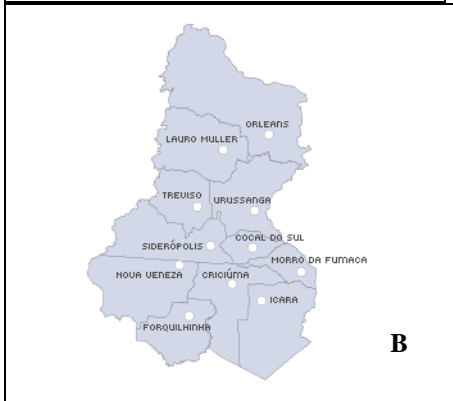 ORLEANS
LAURO MULLER
TREVISO
URUSSANGA
COCAL DO SUL
SIDERÓPOLIS
MORRO DA FUMACA
NOVA VENEZA
CRICIÚMA
ICARA
FORQUILHINHA
B